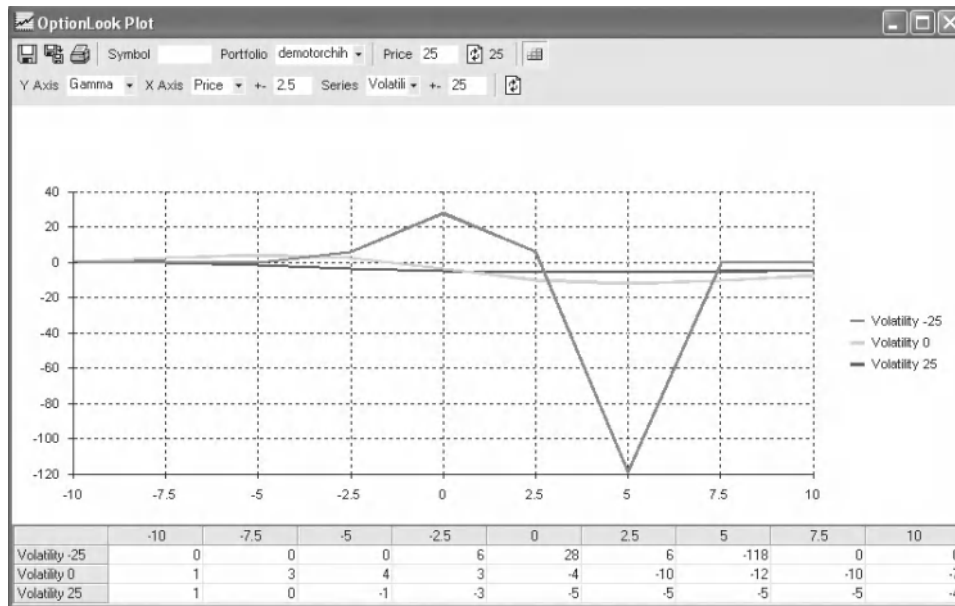 OptionLook Plot
Symbol Portfolio demotorchih Price 25 25
Y Axis Gamma X Axis Price +- 2.5 Series Volatili +- 25
40
20
0
-20
-40
-60
-80
-100
-120
-10 -7.5 -5 -2.5 0 2.5 5 7.5 10
Volatility -25
Volatility 0
Volatility 25
-10 -7.5 -5 -2.5 0 2.5 5 7.5 10
Volatility -25 0 0 0 6 28 6 -118 0
Volatility 0 1 3 4 3 -4 -10 -12 -10
Volatility 25 1 0 -1 -3 -5 -5 -5 -5